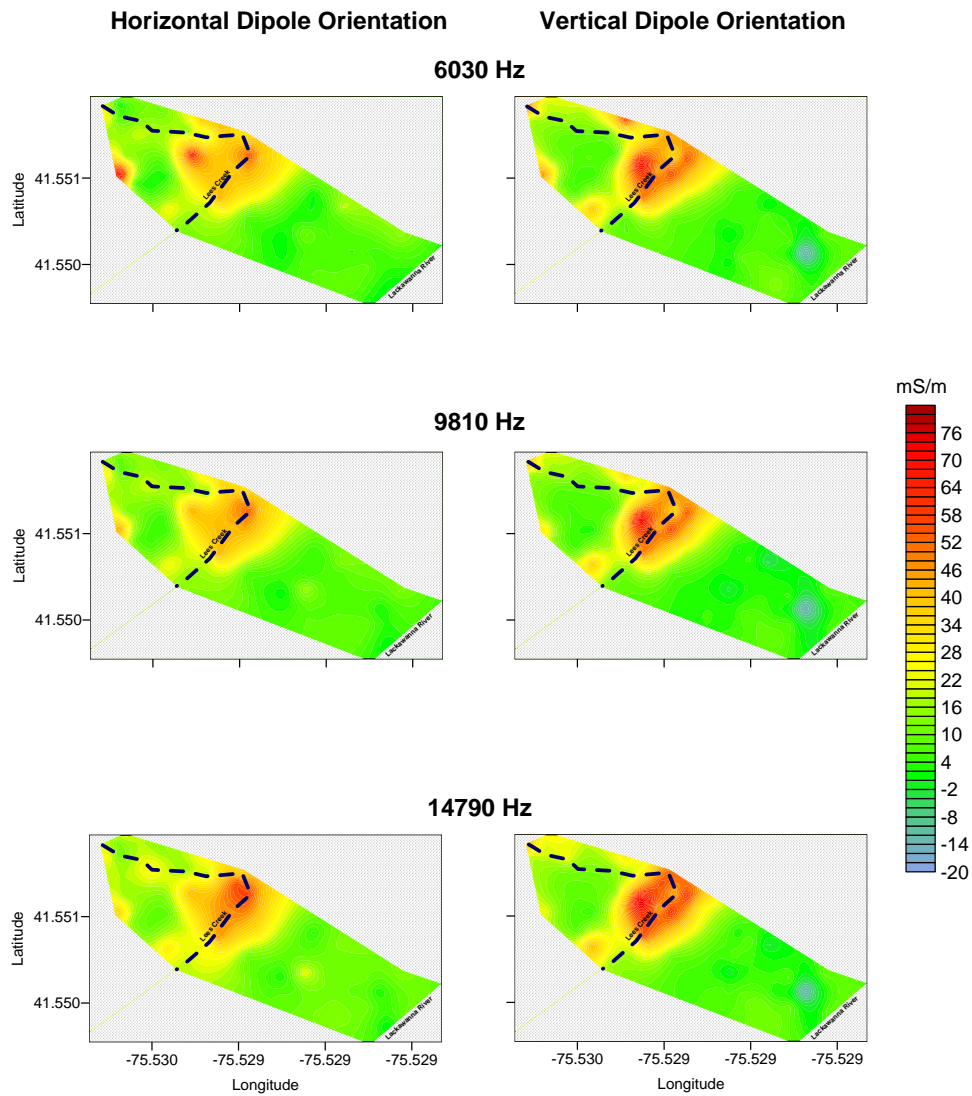 Horizontal Dipole Orientation
Vertical Dipole Orientation
6030 Hz
Latitude
41.551
41.550
Lees Creek
Lackawanna River
Lees Creek
Lackawanna River
9810 Hz
Latitude
41.551
41.550
Lees Creek
Lackawanna River
Lees Creek
Lackawanna River
14790 Hz
Latitude
41.551
41.550
Lees Creek
Lackawanna River
Lees Creek
Lackawanna River
-75.530
-75.529
-75.529
-75.529
Longitude
-75.530
-75.529
-75.529
-75.529
Longitude
mS/m
76
70
64
58
52
46
40
34
28
22
16
10
4
-2
-8
-14
-20